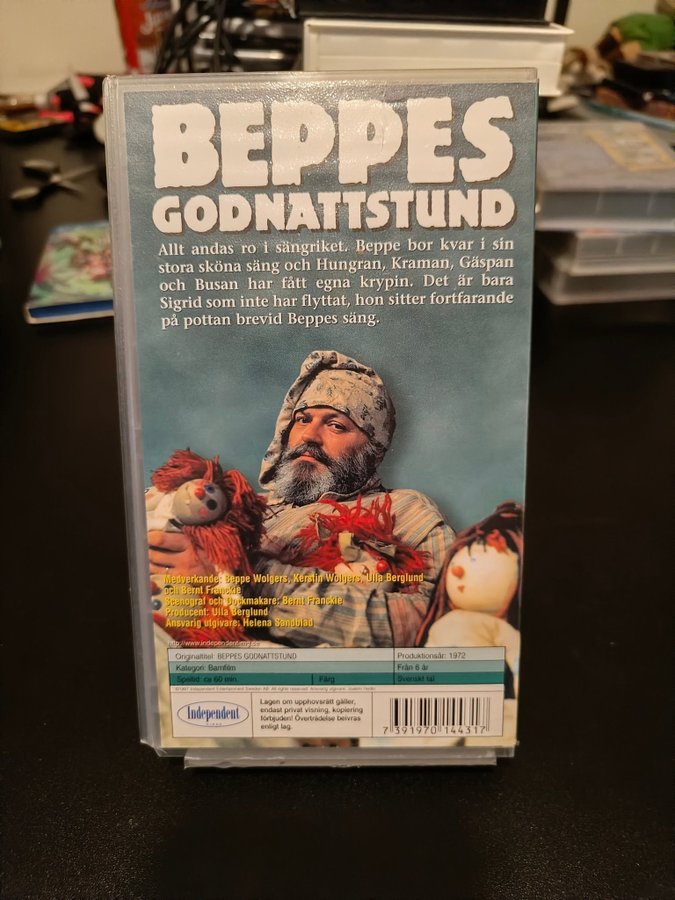 BEPPES
GODNATTSTUND
Allt andas ro i sängriket. Beppe bor kvar i sin
stora sköna säng och Hungran, Kraman, Gäspan
och Busan har fått egna krypin. Det är bara
Sigrid som inte har flyttat, hon sitter fortfarande
på pottan brevid Beppes säng.
Medverkande: Beppe Wolgers, Kerstin Wolgers, Ulla Berglund
och Bernt Franckie
Scenograf och Dockmakare: Bernt Franckie
Producent: Ulla Berglund
Ansvarig utgivare: Helena Sandblad
Originaltitel: BEPPES GODNATTSTUND Produktionsår: 1972
Kategori: Barnfilm Från 6 år
Speltid: ca 60 min. Färg Svenskt tal
Independent
Lagen om upphovsrätt gäller,
endast privat visning, kopiering
förbjuden! Överträdelse beivras
enligt lag.
7 391970 144317